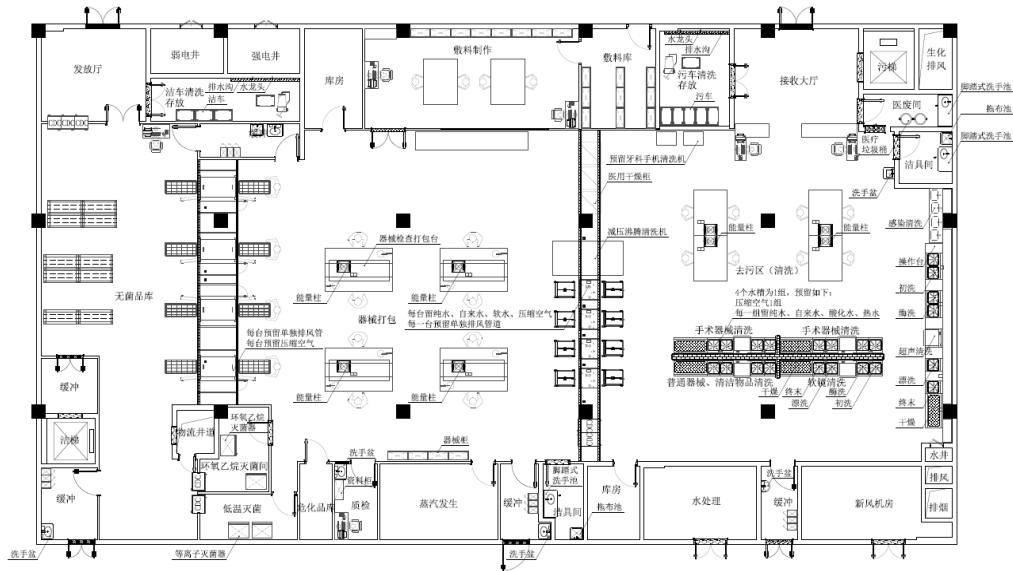 发放厅
弱电井
强电井
库房
敷料制作
敷料库
水龙头
排水沟
污车清洗
存放
污车
接收大厅
污梯
生化
排风
脚踏式洗手池
医废间
拖布池
医疗
垃圾桶
脚踏式洗手池
洁具间
洗手盆
洁车清洗
存放
排水沟
水龙头
洁车
预留牙科手机清洗机
医用干燥柜
减压沸腾清洗机
器械检查打包台
能量柱
能量柱
能量柱
能量柱
感染清洗
去污区（清洗）
操作台
4个水槽为1组，预留如下：
压缩空气1组
每一组留纯水、自来水、酸化水、热水
初洗
酶洗
无菌品库
能量柱
能量柱
器械打包
每台留纯水、自来水、软水、压缩空气
每一台预留单独排风管道
每台预留单独排风管
每台预留压缩空气
手术器械清洗
手术器械清洗
超声清洗
普通器械、清洁物品清洗
软镜清洗
干燥
终末
漂洗
酶洗
初洗
漂洗
终末
干燥
缓冲
洁梯
物流井道
环氧乙烷
灭菌器
环氧乙烷灭菌间
缓冲
低温灭菌
洗手盆
等离子灭菌器
危化品库
洗手盆
资料柜
质检
器械柜
蒸汽发生
缓冲
脚踏式
洗手池
洁具间
拖布池
洗手盆
库房
水处理
洗手盆
缓冲
新风机房
水井
排风
排烟